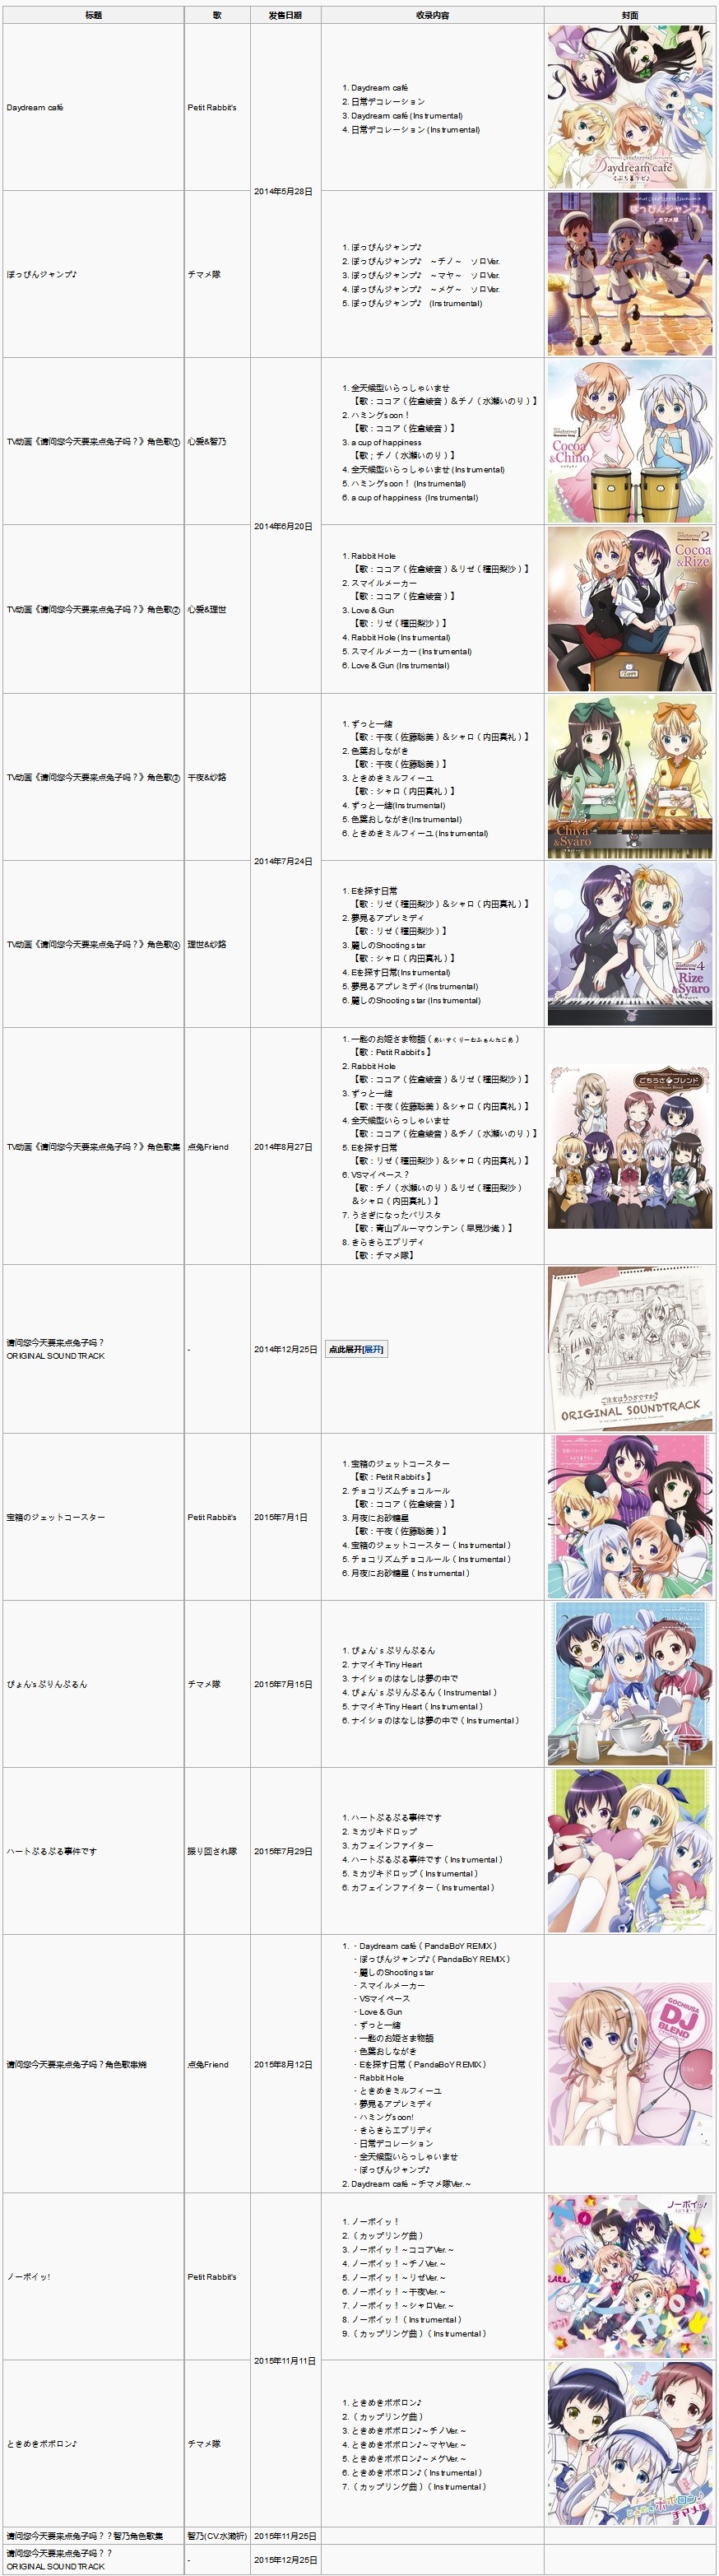 标题 歌 发售日期 收录内容 封面
Daydream café
Petit Rabbit's
2014年5月28日
1. Daydream café
2. 日常デコレーション
3. Daydream café (Instrumental)
4. 日常デコレーション (Instrumental)
Daydream café
ぽっぴんジャンプ♪
チマメ隊
1. ぽっぴんジャンプ♪
2. ぽっぴんジャンプ♪ ～チノ～ ソロVer.
3. ぽっぴんジャンプ♪ ～マヤ～ ソロVer.
4. ぽっぴんジャンプ♪ ～メグ～ ソロVer.
5. ぽっぴんジャンプ♪ (Instrumental)
ぽっぴんジャンプ♪
チマメ隊
TV动画《请问您今天要来点兔子吗？》角色歌①
心爱&智乃
2014年6月20日
1. 全天候型いらっしゃいませ
【歌：ココア（佐倉綾音）＆チノ（水瀬いのり）】
2. ハミングsoon！
【歌：ココア（佐倉綾音）】
3. a cup of happiness
【歌；チノ（水瀬いのり）】
4. 全天候型いらっしゃいませ (Instrumental)
5. ハミングsoon！ (Instrumental)
6. a cup of happiness (Instrumental)
1
Cocoa
&Chino
TV动画《请问您今天要来点兔子吗？》角色歌②
心爱&理世
1. Rabbit Hole
【歌：ココア（佐倉綾音）＆リゼ（種田梨沙）】
2. スマイルメーカー
【歌：ココア（佐倉綾音）】
3. Love & Gun
【歌：リゼ（種田梨沙）】
4. Rabbit Hole (Instrumental)
5. スマイルメーカー (Instrumental)
6. Love & Gun (Instrumental)
2
Cocoa
&Rize
TV动画《请问您今天要来点兔子吗？》角色歌③
千夜&纱路
2014年7月24日
1. ずっと一緒
【歌：千夜（佐藤聡美）＆シャロ（内田真礼）】
2. 色葉おしながき
【歌：千夜（佐藤聡美）】
3. ときめきミルフィーユ
【歌：シャロ（内田真礼）】
4. ずっと一緒(Instrumental)
5. 色葉おしながき(Instrumental)
6. ときめきミルフィーユ (Instrumental)
Chiya
&Syaro
TV动画《请问您今天要来点兔子吗？》角色歌④
理世&纱路
1. Eを探す日常
【歌：リゼ（種田梨沙）＆シャロ（内田真礼）】
2. 夢見るアプレミディ
【歌：リゼ（種田梨沙）】
3. 麗しのShooting star
【歌：シャロ（内田真礼）】
4. Eを探す日常(Instrumental)
5. 夢見るアプレミディ(Instrumental)
6. 麗しのShooting star (Instrumental)
4
Rize
&Syaro
TV动画《请问您今天要来点兔子吗？》角色歌集
点兔Friend
2014年8月27日
1. 一匙のお姫さま物語（あいすくりーむふぁんたじあ）
【歌：Petit Rabbit's 】
2. Rabbit Hole
【歌：ココア（佐倉綾音）＆リゼ（種田梨沙）】
3. ずっと一緒
【歌：千夜（佐藤聡美）＆シャロ（内田真礼）】
4. 全天候型いらっしゃいませ
【歌：ココア（佐倉綾音）＆チノ（水瀬いのり）】
5. Eを探す日常
【歌：リゼ（種田梨沙）＆シャロ（内田真礼）】
6. VSマイペース？
【歌：チノ（水瀬いのり）＆リゼ（種田梨沙）
＆シャロ（内田真礼）】
7. うさぎになったバリスタ
【歌：青山ブルーマウンテン（早見沙織）】
8. きらきらエブリディ
【歌：チマメ隊】
ごちうさブレンド
请问您今天要来点兔子吗？
ORIGINAL SOUNDTRACK
-
2014年12月25日
点此展开[展开]
ご注文はうさぎですか?
ORIGINAL SOUNDTRACK
宝箱のジェットコースター
Petit Rabbit's
2015年7月1日
1. 宝箱のジェットコースター
【歌：Petit Rabbit's 】
2. チョコリズムチョコルール
【歌：ココア（佐倉綾音）】
3. 月夜にお砂糖星
【歌：千夜（佐藤聡美）】
4. 宝箱のジェットコースター（Instrumental）
5. チョコリズムチョコルール（Instrumental）
6. 月夜にお砂糖星（Instrumental）
ぴょん's ぷりんぷるん
チマメ隊
2015年7月15日
1. ぴょん' s ぷりんぷるん
2. ナマイキTiny Heart
3. ナイショのはなしは夢の中で
4. ぴょん' s ぷりんぷるん（Instrumental）
5. ナマイキTiny Heart（Instrumental）
6. ナイショのはなしは夢の中で（Instrumental）
ハートぷるぷる事件です
振り回され隊
2015年7月29日
1. ハートぷるぷる事件です
2. ミカヅキドロップ
3. カフェインファイター
4. ハートぷるぷる事件です（Instrumental）
5. ミカヅキドロップ（Instrumental）
6. カフェインファイター（Instrumental）
请问您今天要来点兔子吗？角色歌串烧
点兔Friend
2015年8月12日
1. ・Daydream café（PandaBoY REMIX）
・ぽっぴんジャンプ♪（PandaBoY REMIX）
・麗しのShooting star
・スマイルメーカー
・VSマイペース
・Love & Gun
・ずっと一緒
・一匙のお姫さま物語
・色葉おしながき
・Eを探す日常（PandaBoY REMIX）
・Rabbit Hole
・ときめきミルフィーユ
・夢見るアプレミディ
・ハミングsoon!
・きらきらエブリディ
・日常デコレーション
・全天候型いらっしゃいませ
・ぽっぴんジャンプ♪
2. Daydream café ～チマメ隊Ver.～
GOCHIUSA
DJ
BLEND
ノーポイッ!
Petit Rabbit's
2015年11月11日
1. ノーポイッ！
2.（カップリング曲）
3. ノーポイッ！～ココアVer.～
4. ノーポイッ！～チノVer.～
5. ノーポイッ！～リゼVer.～
6. ノーポイッ！～千夜Ver.～
7. ノーポイッ！～シャロVer.～
8. ノーポイッ！（Instrumental）
9.（カップリング曲）（Instrumental）
ノーポイッ!
ときめきポポロン♪
チマメ隊
1. ときめきポポロン♪
2.（カップリング曲）
3. ときめきポポロン♪～チノVer.～
4. ときめきポポロン♪～マヤVer.～
5. ときめきポポロン♪～メグVer.～
6. ときめきポポロン♪（Instrumental）
7.（カップリング曲）（Instrumental）
ときめきポポロン♪
チマメ隊
请问您今天要来点兔子吗？？智乃角色歌集
智乃(CV.水濑祈)
2015年11月25日
请问您今天要来点兔子吗？？
ORIGINAL SOUNDTRACK
-
2015年12月25日